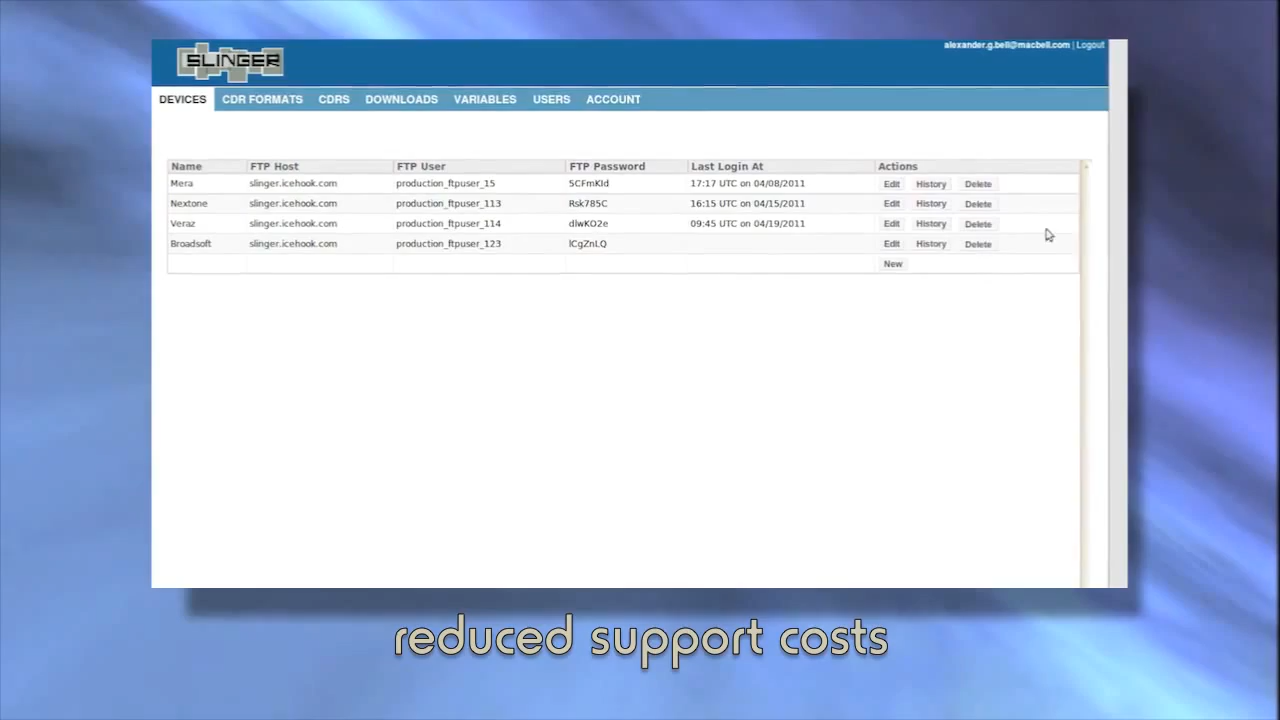 SLINGER
alexander.g.bell@macbell.com | Logout
DEVICES CDR FORMATS CDRS DOWNLOADS VARIABLES USERS ACCOUNT
Name FTP Host FTP User FTP Password Last Login At Actions
Mera slinger.icehook.com production_ftpuser_15 5CFmKId 17:17 UTC on 04/08/2011 Edit History Delete
Nextone slinger.icehook.com production_ftpuser_113 Rsk785C 16:15 UTC on 04/15/2011 Edit History Delete
Veraz slinger.icehook.com production_ftpuser_114 dlwKO2e 09:45 UTC on 04/19/2011 Edit History Delete
Broadsoft slinger.icehook.com production_ftpuser_123 lCgZnLQ Edit History Delete
New
reduced support costs